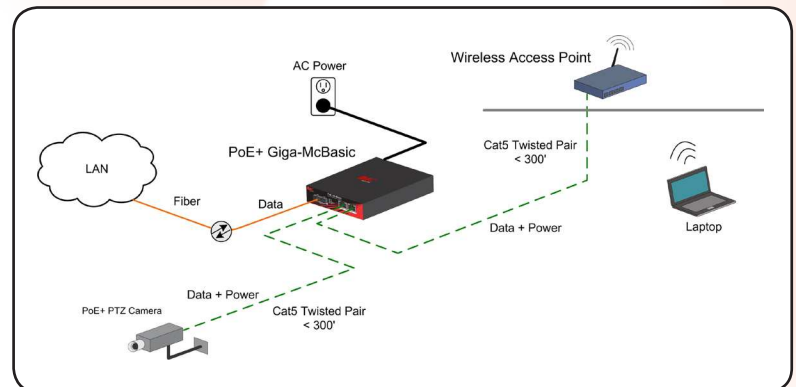 Wireless Access Point
AC Power
PoE+ Giga-McBasic
Cat5 Twisted Pair
< 300'
LAN
Fiber
Data
Laptop
Data + Power
Data + Power
PoE+ PTZ Camera
Cat5 Twisted Pair
< 300'